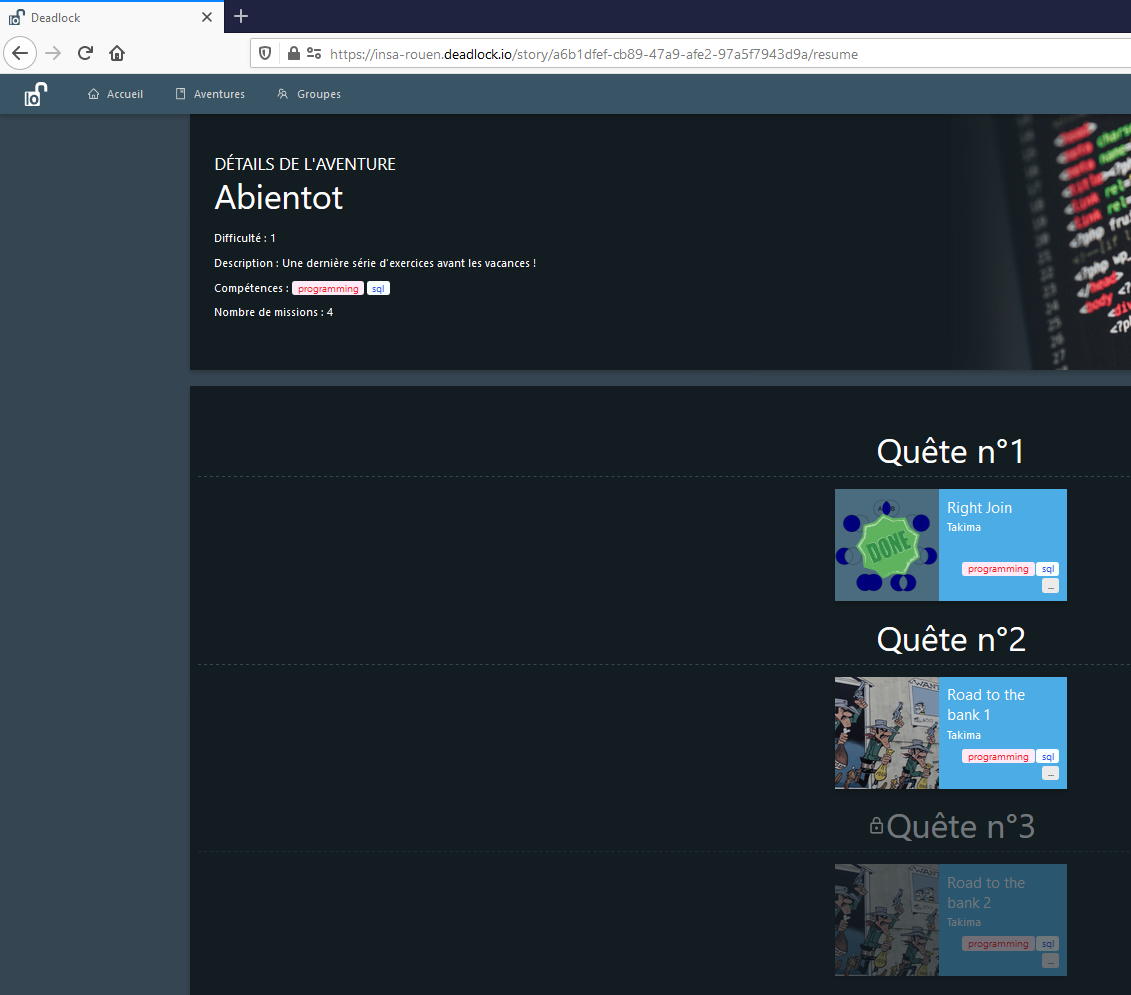 Deadlock
https://insa-rouen.deadlock.io/story/a6b1dfef-cb89-47a9-afe2-97a5f7943d9a/resume
Accueil Aventures Groupes
DÉTAILS DE L'AVENTURE
Abientot
Difficulté : 1
Description : Une dernière série d'exercices avant les vacances !
Compétences : programming sql
Nombre de missions : 4
Quête n°1
DONE
Right Join
Takima
programming sql
...
Quête n°2
WANT
Road to the
bank 1
Takima
programming sql
...
Quête n°3
Road to the
bank 2
Takima
programming sql
...